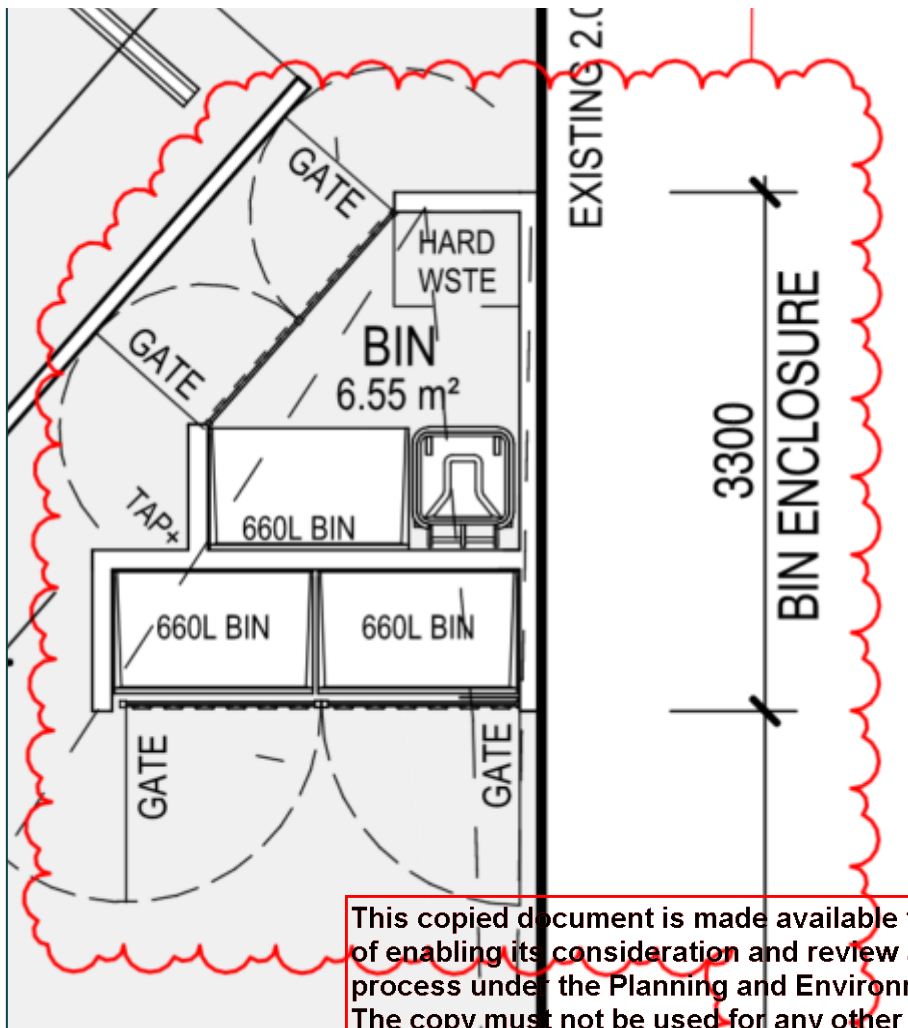 EXISTING 2.0
GATE
HARD
WSTE
GATE
BIN
6.55 m²
3300
BIN ENCLOSURE
TAP+
660L BIN
660L BIN
660L BIN
GATE
GATE
This copied document is made available
of enabling its consideration and review
process under the Planning and Environ
The copy must not be used for any other